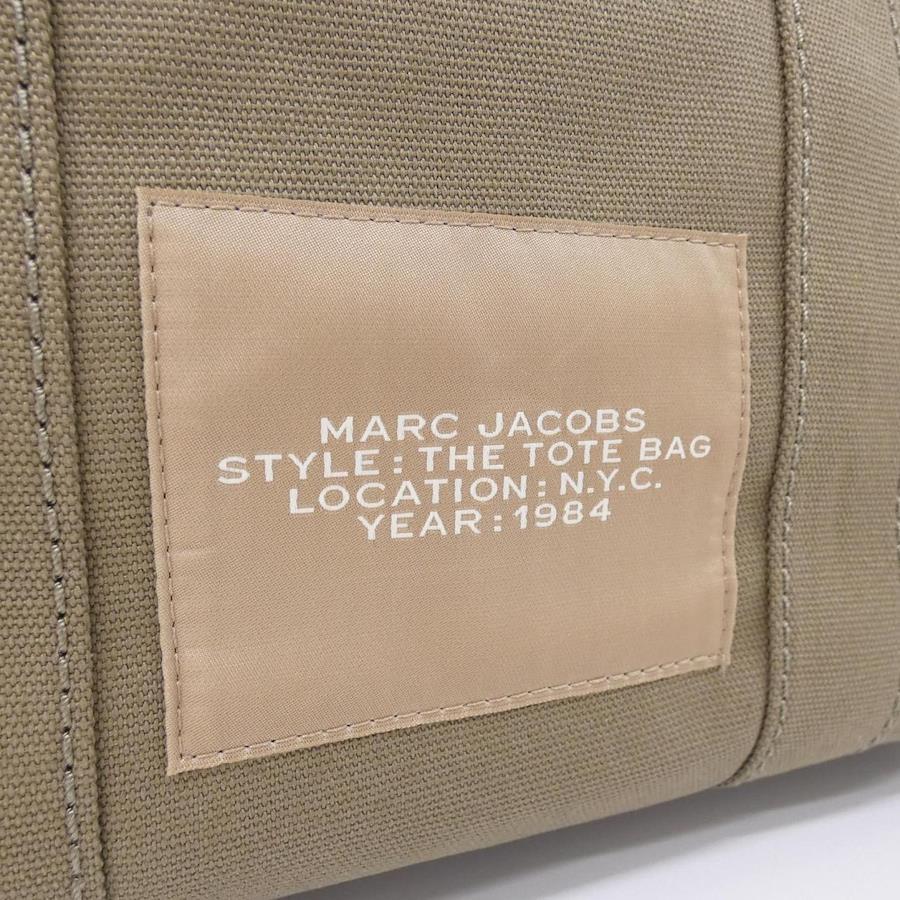 MARC JACOBS
STYLE : THE TOTE BAG
LOCATION : N.Y.C.
YEAR : 1984